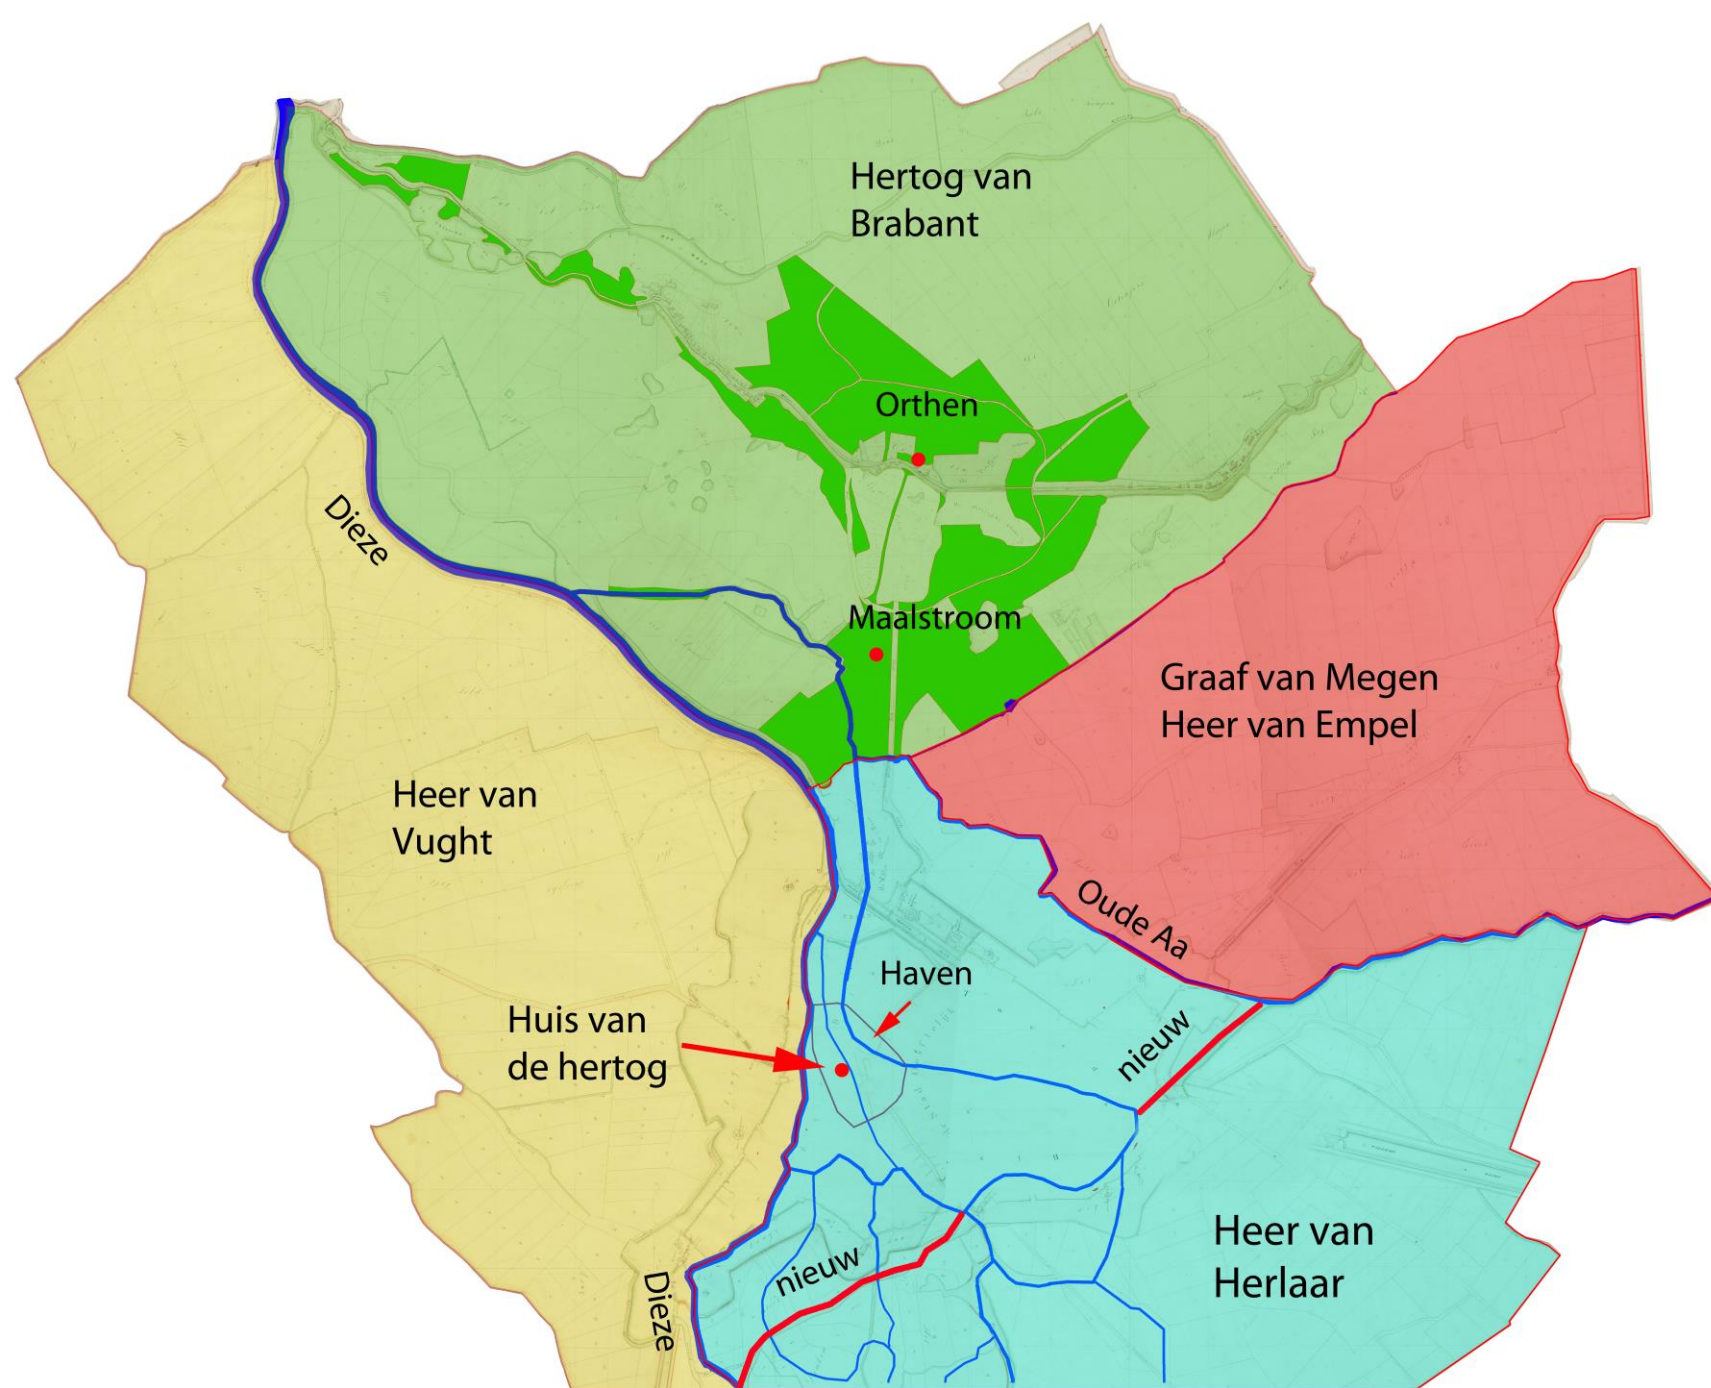 Hertog van
Brabant
Orthen
Dieze
Maalstroom
Graaf van Megen
Heer van Empel
Heer van
Vught
Oude Aa
Haven
Huis van
de hertog
nieuw
Heer van
Herlaar
nieuw
Dieze